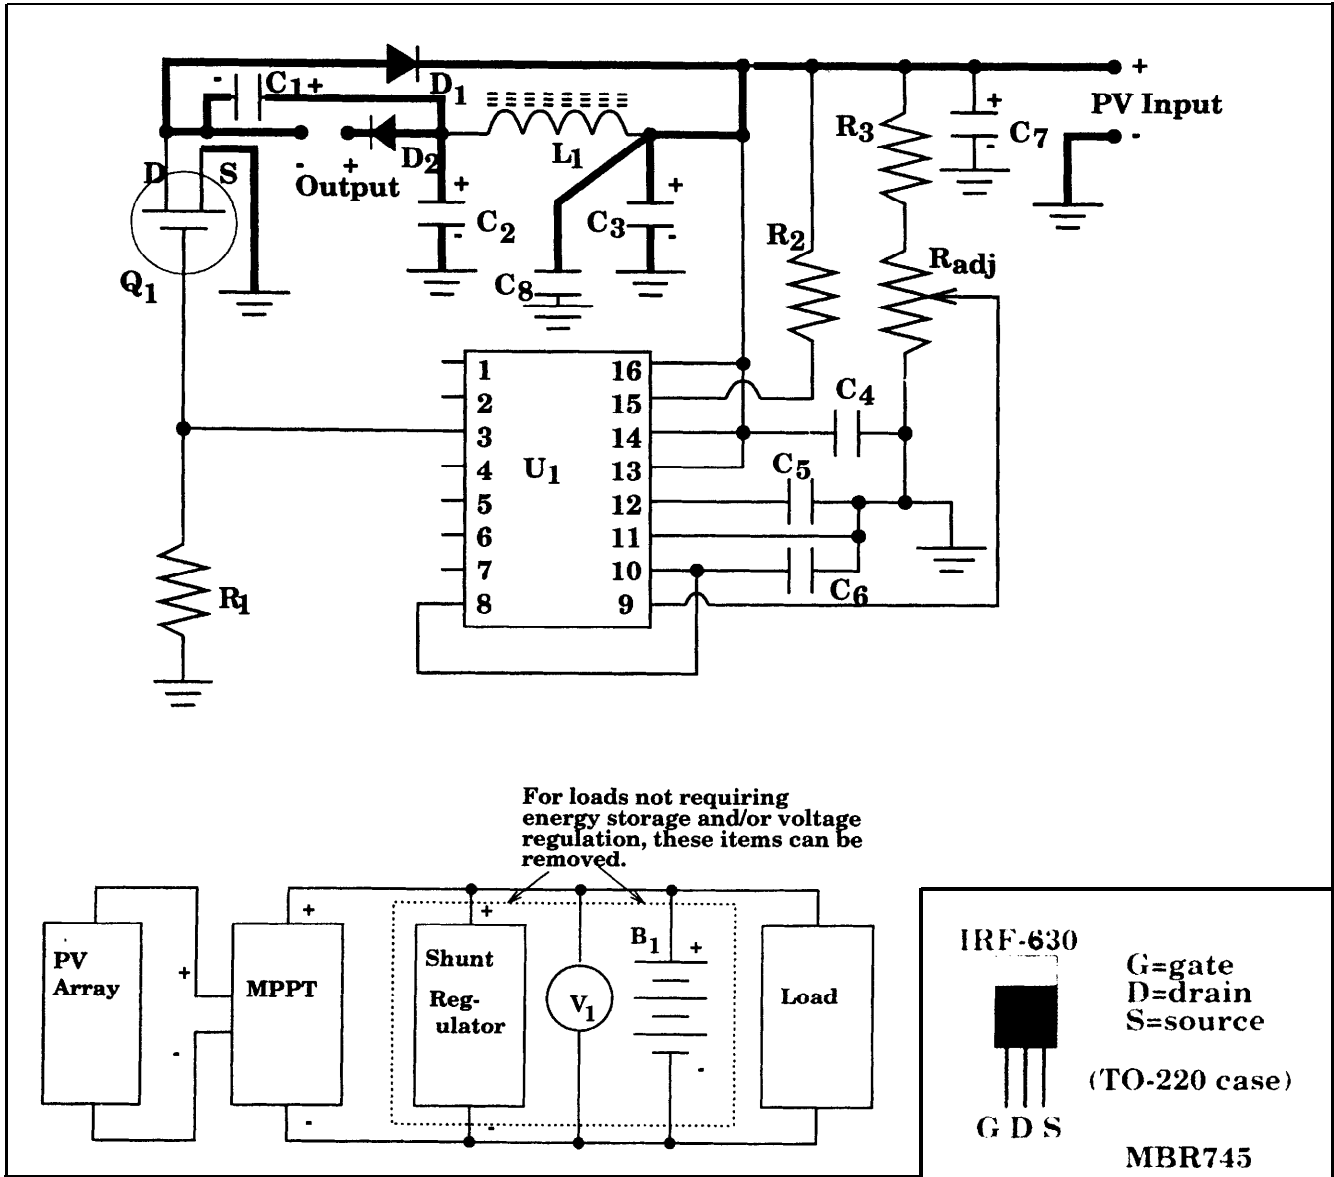 - C1+
D1
+
PV Input
-
R3
+
C7
-
D2
L1
D S
- +
Output
+
C2
-
+
C3
-
R2
Radj
Q1
C8
1 16
2 15
C4
3 14
4 U1 13
C5
5 12
6 11
7 10
C6
8 9
R1
For loads not requiring
energy storage and/or voltage
regulation, these items can be
removed.
+ +
PV
Array
+
-
MPPT
Shunt
Reg-
ulator
V1
B1 +
-
Load
- -
IRF-630
G=gate
D=drain
S=source
(TO-220 case)
G D S
MBR745